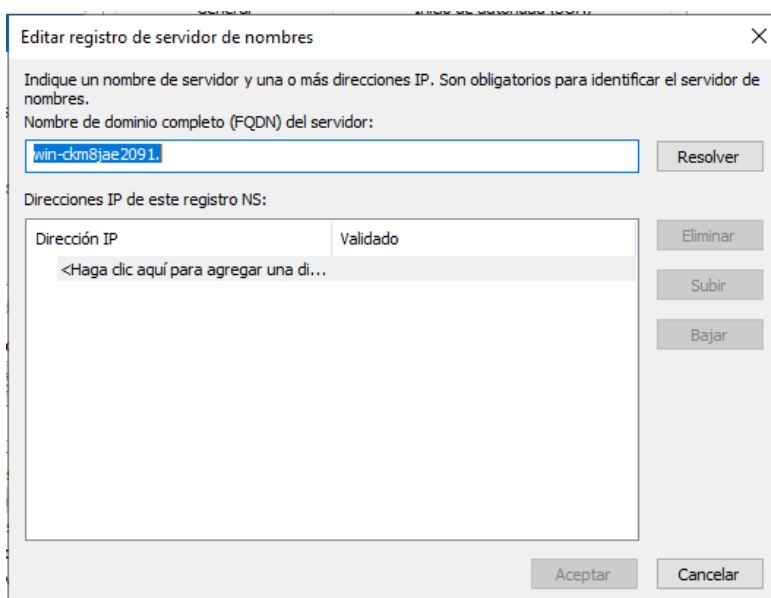 Editar registro de servidor de nombres
Indique un nombre de servidor y una o más direcciones IP. Son obligatorios para identificar el servidor de
nombres.
Nombre de dominio completo (FQDN) del servidor:
win-ckm8jae2091.
Resolver
Direcciones IP de este registro NS:
Dirección IP Validado
Eliminar
<Haga clic aquí para agregar una di...
Subir
Bajar
Aceptar Cancelar